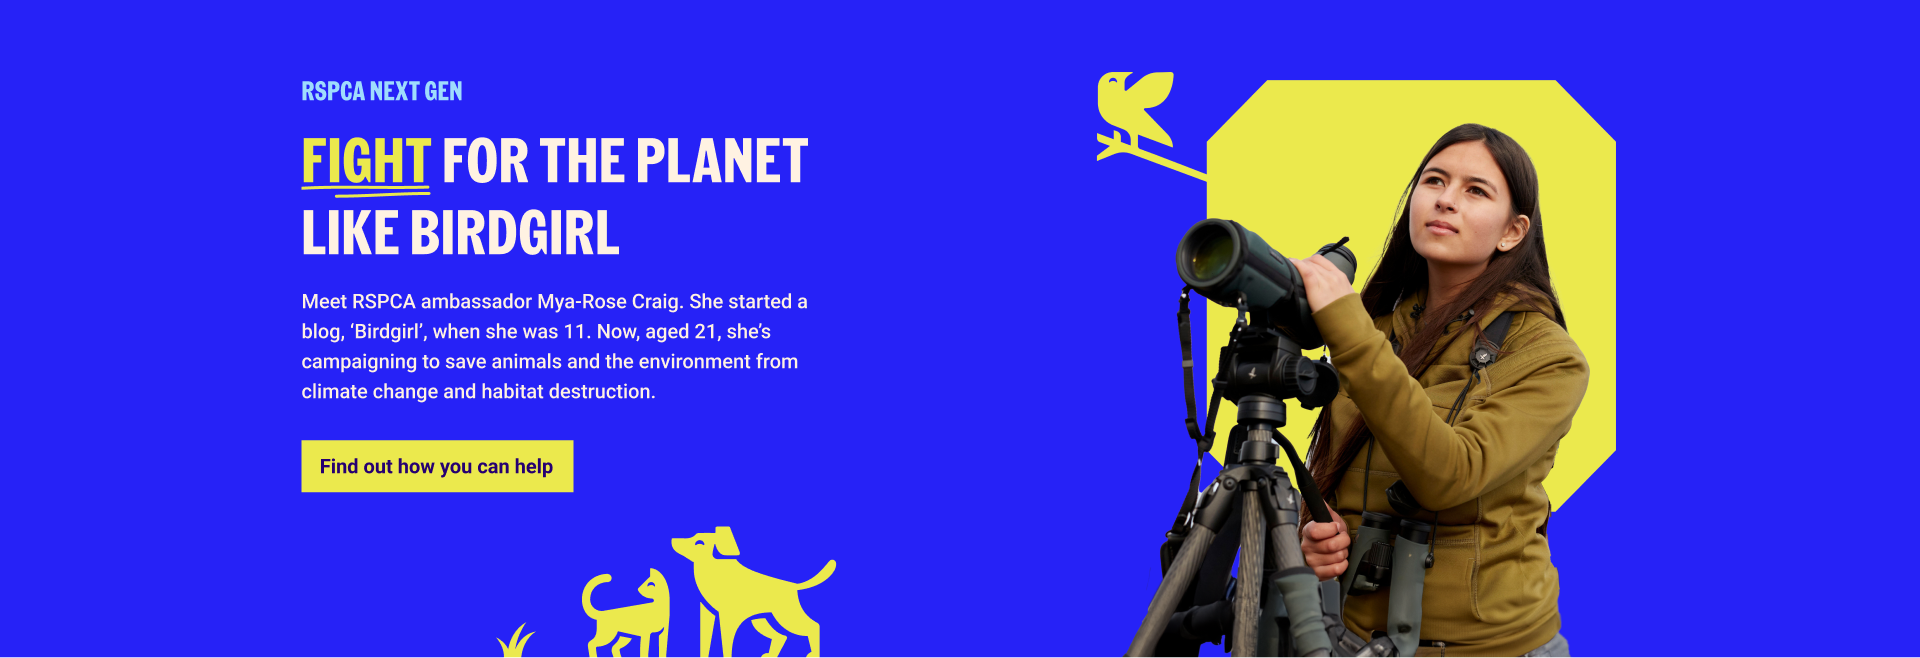 RSPCA NEXT GEN
FIGHT FOR THE PLANET
LIKE BIRDGIRL
Meet RSPCA ambassador Mya-Rose Craig. She started a
blog, ‘Birdgirl’, when she was 11. Now, aged 21, she’s
campaigning to save animals and the environment from
climate change and habitat destruction.
Find out how you can help